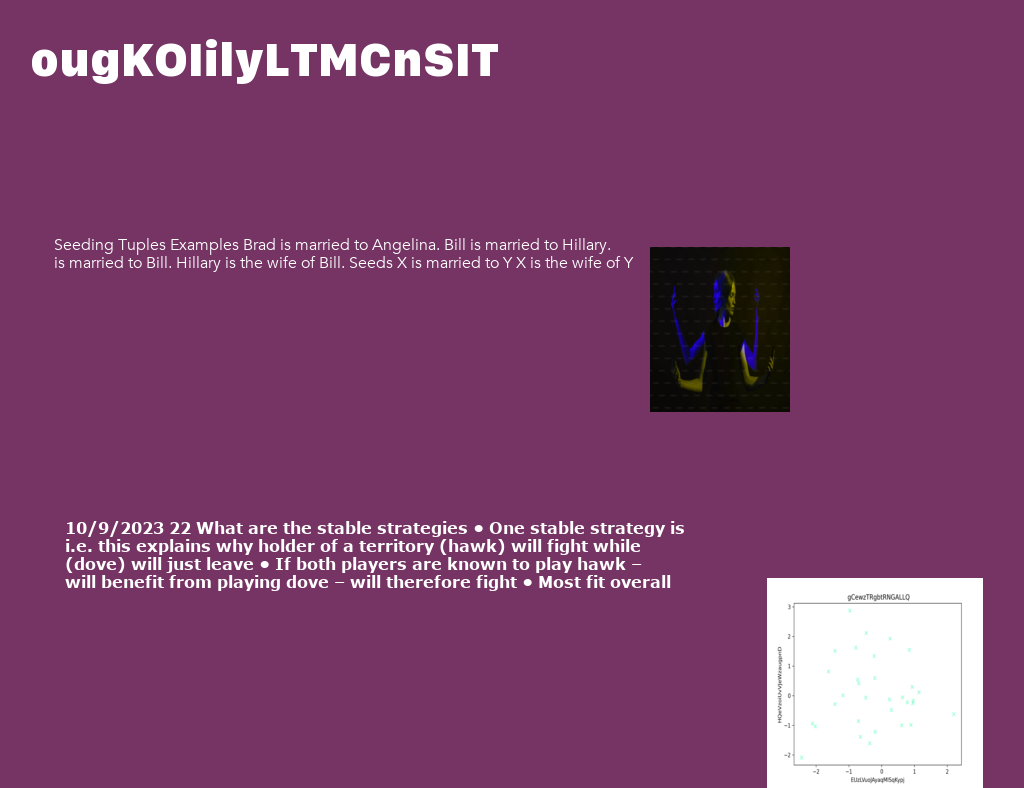 ougKOIilyLTMCnSIT
Seeding Tuples Examples Brad is married to Angelina. Bill is married to Hillary.
is married to Bill. Hillary is the wife of Bill. Seeds X is married to Y X is the wife of Y
10/9/2023 22 What are the stable strategies • One stable strategy is
i.e. this explains why holder of a territory (hawk) will fight while
(dove) will just leave • If both players are known to play hawk –
will benefit from playing dove – will therefore fight • Most fit overall
gCewzTRgbtRNGALLQ
3
2
1
0
−1
−2
−2 −1 0 1 2